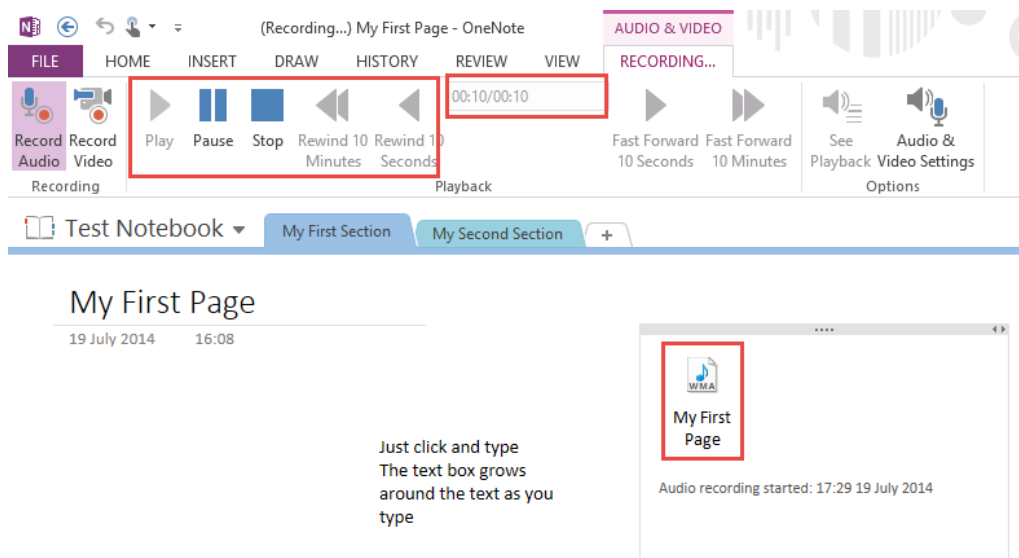 (Recording...) My First Page - OneNote
AUDIO & VIDEO
FILE HOME INSERT DRAW HISTORY REVIEW VIEW RECORDING...
00:10/00:10
Record Record Play Pause Stop Rewind 10 Rewind 10 Fast Forward Fast Forward See Audio &
Audio Video Minutes Seconds 10 Seconds 10 Minutes Playback Video Settings
Recording Playback Options
Test Notebook My First Section My Second Section +
My First Page
19 July 2014 16:08
WMA
My First
Page
Just click and type
The text box grows
around the text as you
type
Audio recording started: 17:29 19 July 2014